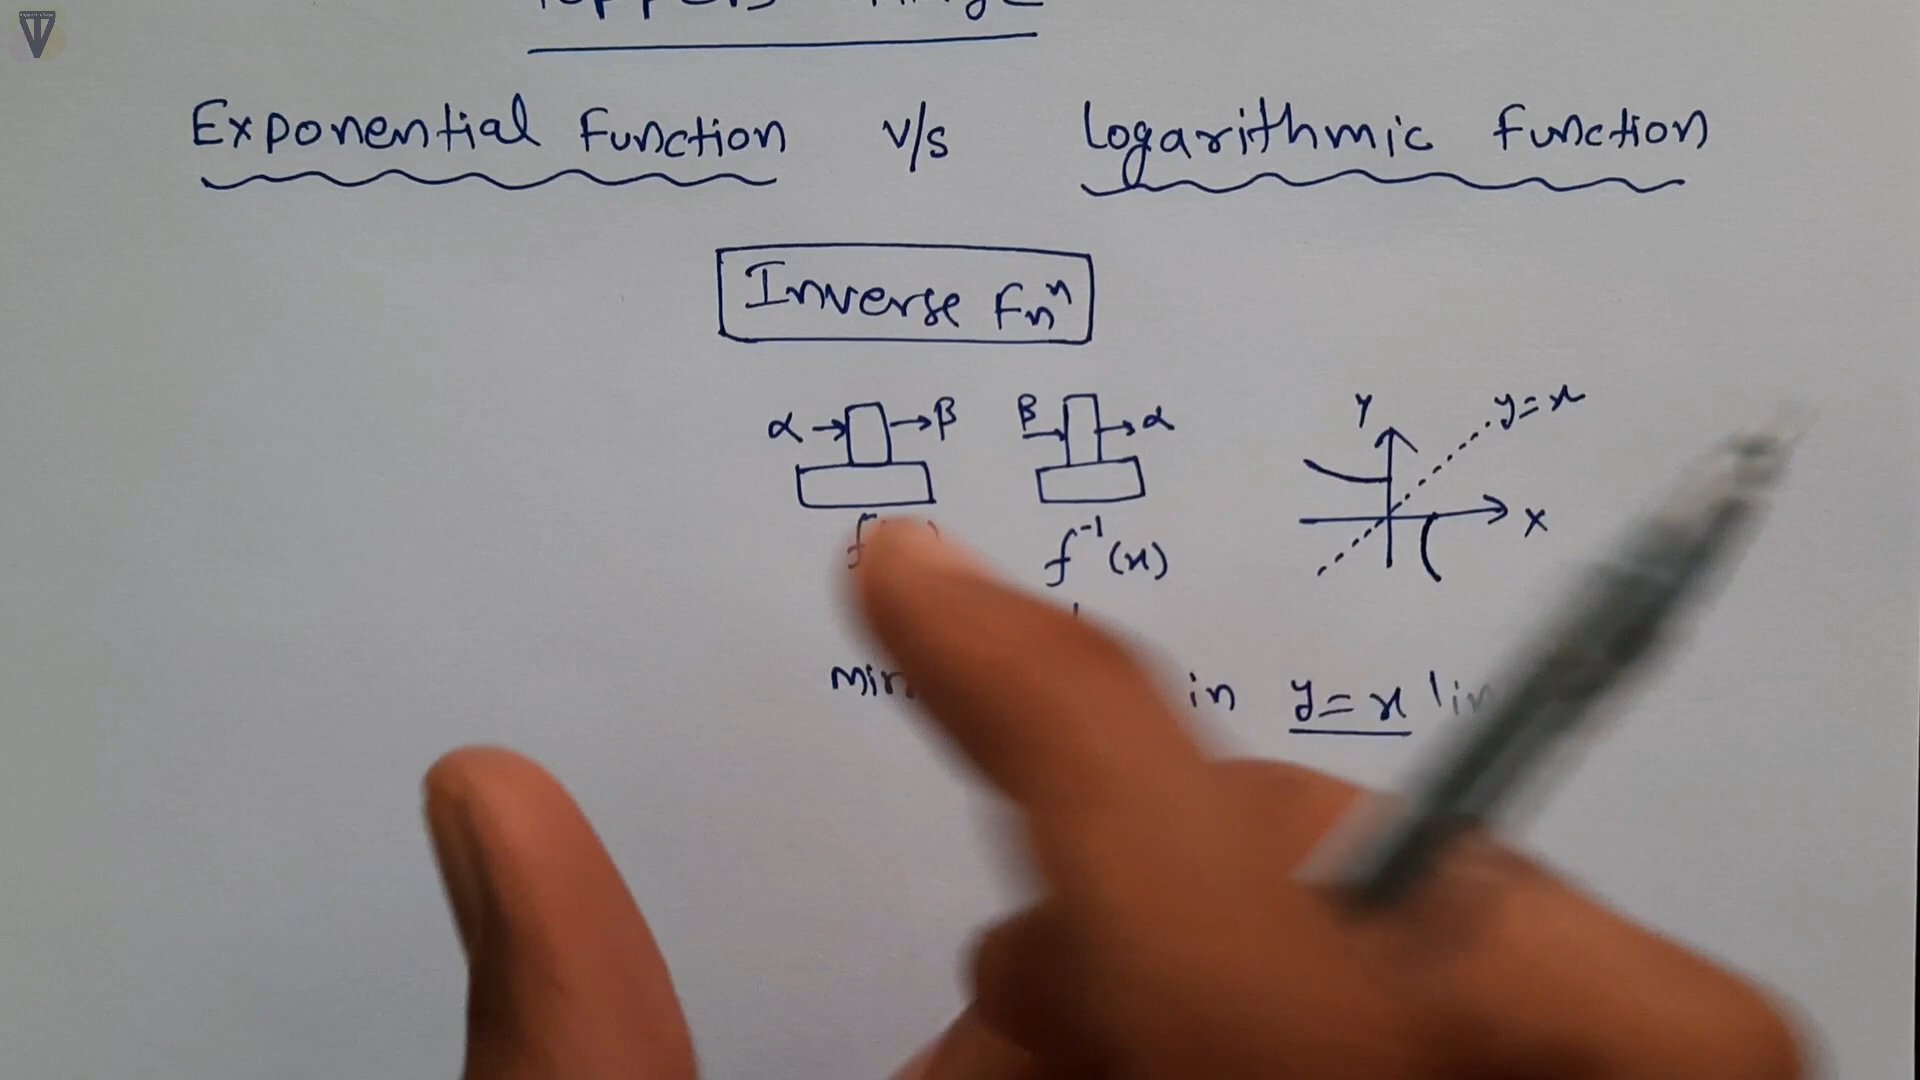 Exponential Function v/s Logarithmic Function
Inverse Fnⁿ
α β β α
Y y=x
X
f⁻¹(x)
in y=x